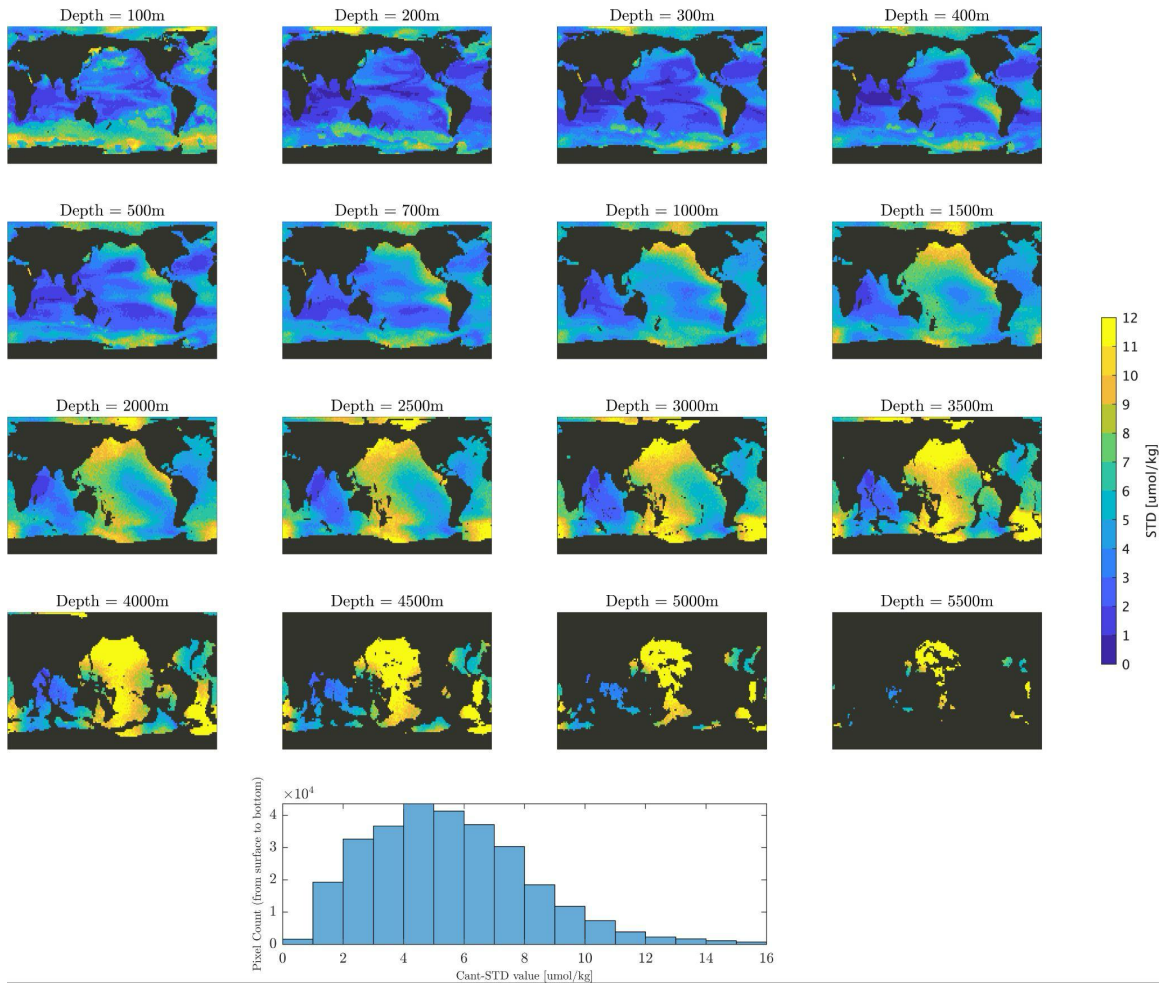 Depth = 100m
Depth = 200m
Depth = 300m
Depth = 400m
Depth = 500m
Depth = 700m
Depth = 1000m
Depth = 1500m
Depth = 2000m
Depth = 2500m
Depth = 3000m
Depth = 3500m
Depth = 4000m
Depth = 4500m
Depth = 5000m
Depth = 5500m
12
11
10
9
8
7
6
5
4
3
2
1
0
STD [umol/kg]
×10⁴
4
3
2
1
0
Pixel Count (from surface to bottom)
0 2 4 6 8 10 12 14 16
Cant-STD value [umol/kg]